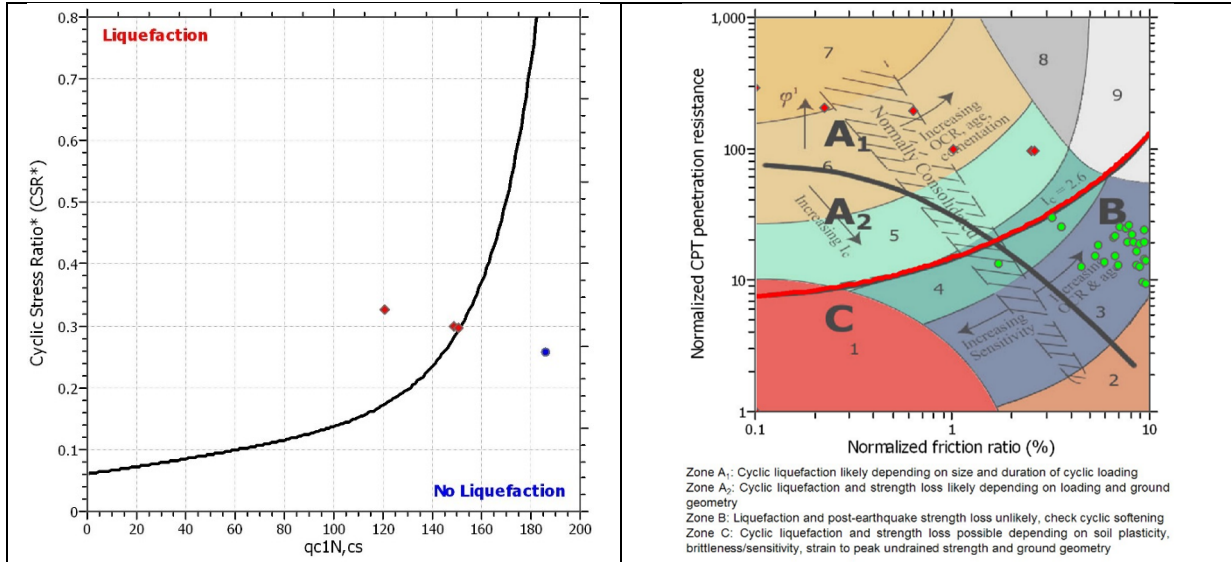 Liquefaction
0.8
0.7
0.6
0.5
0.4
0.3
0.2
0.1
0
Cyclic Stress Ratio* (CSR*)
No Liquefaction
0 20 40 60 80 100 120 140 160 180 200
qc1N,cs
1,000
100
10
1
Normalized CPT penetration resistance
7
8
9
φ'
A1
6
Normally Consolidated
Increasing
OCR, age,
cementation
A2
Increasing Ic
5
Ic = 2.6
B
4
Increasing
OCR & age
3
C
1
Increasing
Sensitivity
2
0.1 1 10
Normalized friction ratio (%)
Zone A1: Cyclic liquefaction likely depending on size and duration of cyclic loading
Zone A2: Cyclic liquefaction and strength loss likely depending on loading and ground
geometry
Zone B: Liquefaction and post-earthquake strength loss unlikely, check cyclic softening
Zone C: Cyclic liquefaction and strength loss possible depending on soil plasticity,
brittleness/sensitivity, strain to peak undrained strength and ground geometry